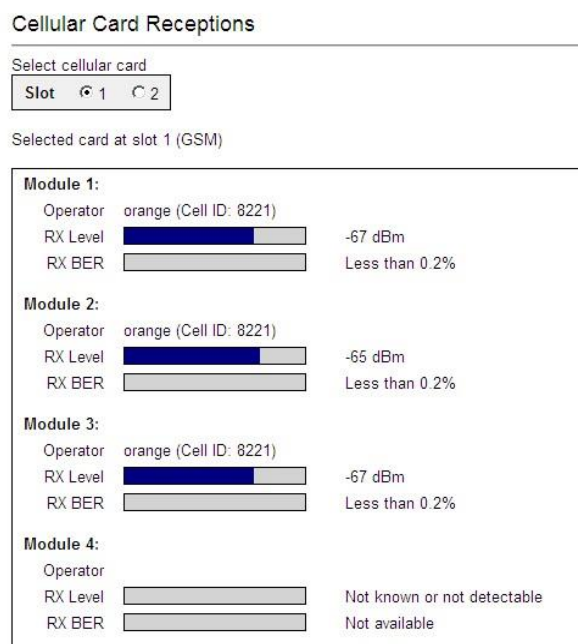 Cellular Card Receptions
Select cellular card
Slot 1 2
Selected card at slot 1 (GSM)
Module 1:
Operator orange (Cell ID: 8221)
RX Level -67 dBm
RX BER Less than 0.2%
Module 2:
Operator orange (Cell ID: 8221)
RX Level -65 dBm
RX BER Less than 0.2%
Module 3:
Operator orange (Cell ID: 8221)
RX Level -67 dBm
RX BER Less than 0.2%
Module 4:
Operator
RX Level Not known or not detectable
RX BER Not available